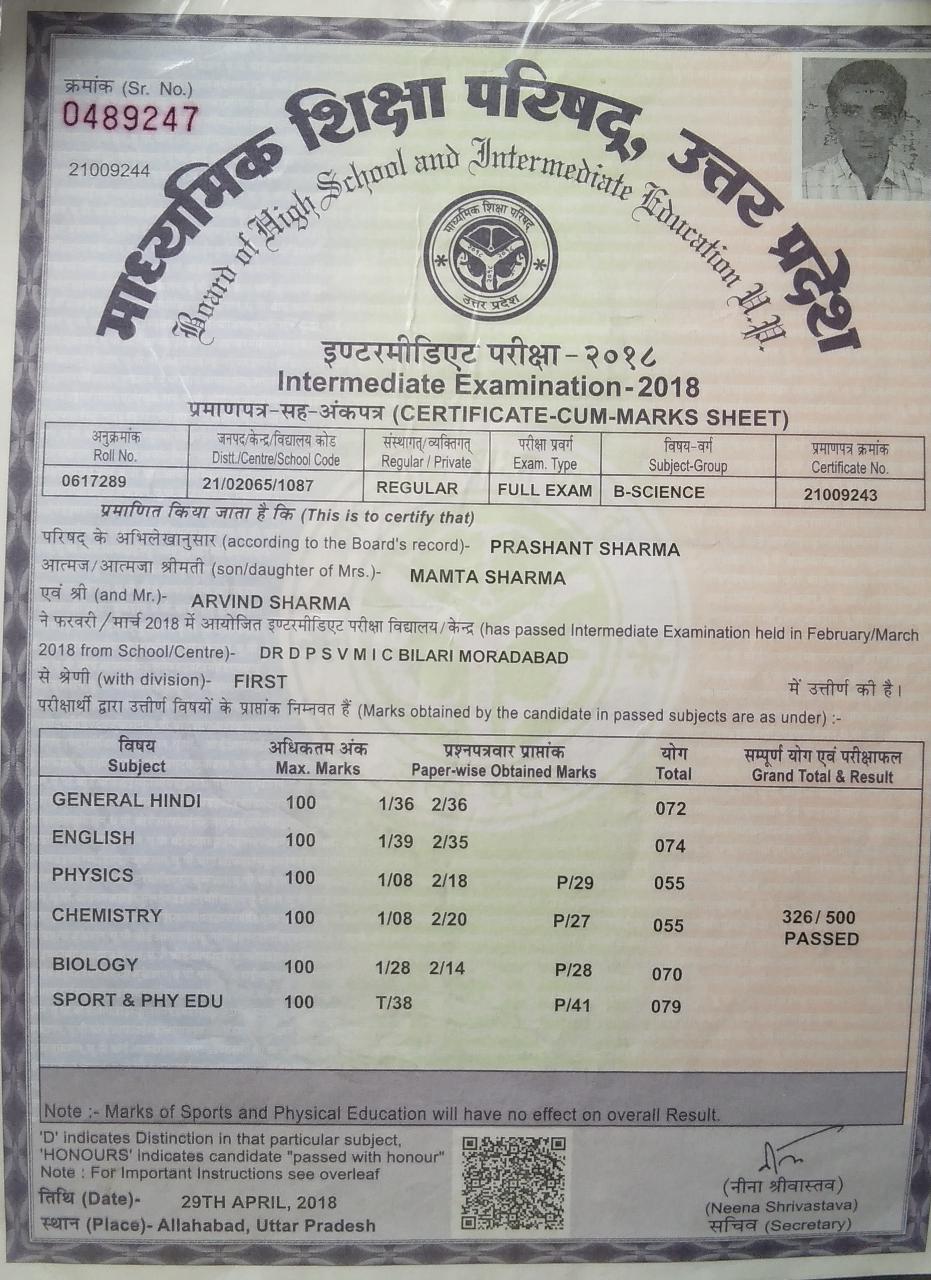 क्रमांक (Sr. No.)
0489247
21009244
माध्यमिक शिक्षा परिषद्, उत्तर प्रदेश
Board of High School and Intermediate Education U.P.
माध्यमिक शिक्षा परिषद
उत्तर प्रदेश
इण्टरमीडिएट परीक्षा-२०१८
Intermediate Examination-2018
प्रमाणपत्र-सह-अंकपत्र (CERTIFICATE-CUM-MARKS SHEET)
अनुक्रमांक जनपद/केन्द्र/विद्यालय कोड संस्थागत्/व्यक्तिगत् परीक्षा प्रवर्ग विषय-वर्ग प्रमाणपत्र क्रमांक
Roll No. Distt./Centre/School Code Regular / Private Exam. Type Subject-Group Certificate No.
0617289 21/02065/1087 REGULAR FULL EXAM B-SCIENCE 21009243
प्रमाणित किया जाता है कि (This is to certify that)
परिषद् के अभिलेखानुसार (according to the Board's record)- PRASHANT SHARMA
आत्मज/आत्मजा श्रीमती (son/daughter of Mrs.)- MAMTA SHARMA
एवं श्री (and Mr.)- ARVIND SHARMA
ने फरवरी/मार्च 2018 में आयोजित इण्टरमीडिएट परीक्षा विद्यालय/केन्द्र (has passed Intermediate Examination held in February/March
2018 from School/Centre)- DR D P S V M I C BILARI MORADABAD
से श्रेणी (with division)- FIRST में उत्तीर्ण की है।
परीक्षार्थी द्वारा उत्तीर्ण विषयों के प्राप्तांक निम्नवत हैं (Marks obtained by the candidate in passed subjects are as under) :-
विषय अधिकतम अंक प्रश्नपत्रवार प्राप्तांक योग सम्पूर्ण योग एवं परीक्षाफल
Subject Max. Marks Paper-wise Obtained Marks Total Grand Total & Result
GENERAL HINDI 100 1/36 2/36 072
ENGLISH 100 1/39 2/35 074
PHYSICS 100 1/08 2/18 P/29 055
CHEMISTRY 100 1/08 2/20 P/27 055 326/ 500
PASSED
BIOLOGY 100 1/28 2/14 P/28 070
SPORT & PHY EDU 100 T/38 P/41 079
Note :- Marks of Sports and Physical Education will have no effect on overall Result.
'D' indicates Distinction in that particular subject,
'HONOURS' indicates candidate "passed with honour"
Note : For Important Instructions see overleaf
तिथि (Date)- 29TH APRIL, 2018
स्थान (Place)- Allahabad, Uttar Pradesh
(नीना श्रीवास्तव)
(Neena Shrivastava)
सचिव (Secretary)